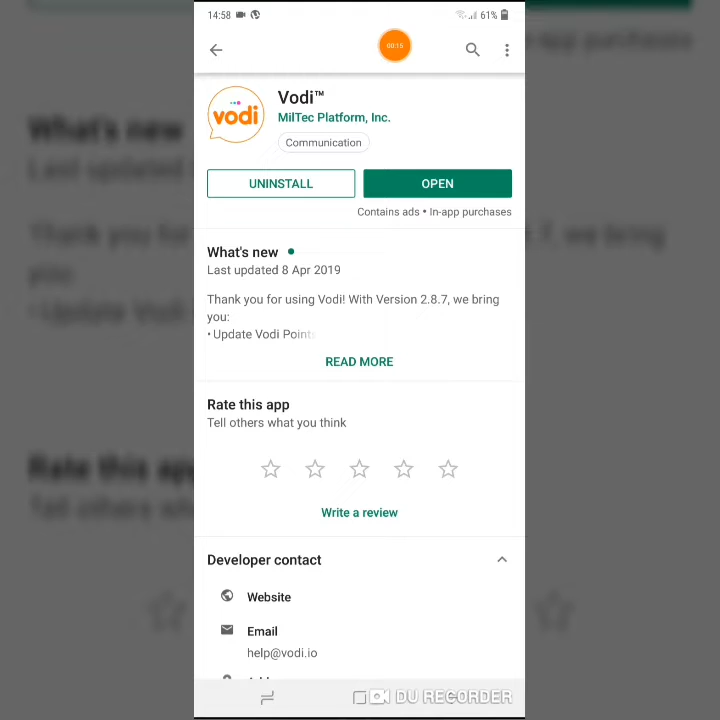 14:58
61%
00:15
vodi
Vodi™
MilTec Platform, Inc.
Communication
UNINSTALL
OPEN
Contains ads • In-app purchases
What's new
Last updated 8 Apr 2019
Thank you for using Vodi! With Version 2.8.7, we bring
you:
• Update Vodi Points
READ MORE
Rate this app
Tell others what you think
Write a review
Developer contact
Website
Email
help@vodi.io
DU RECORDER